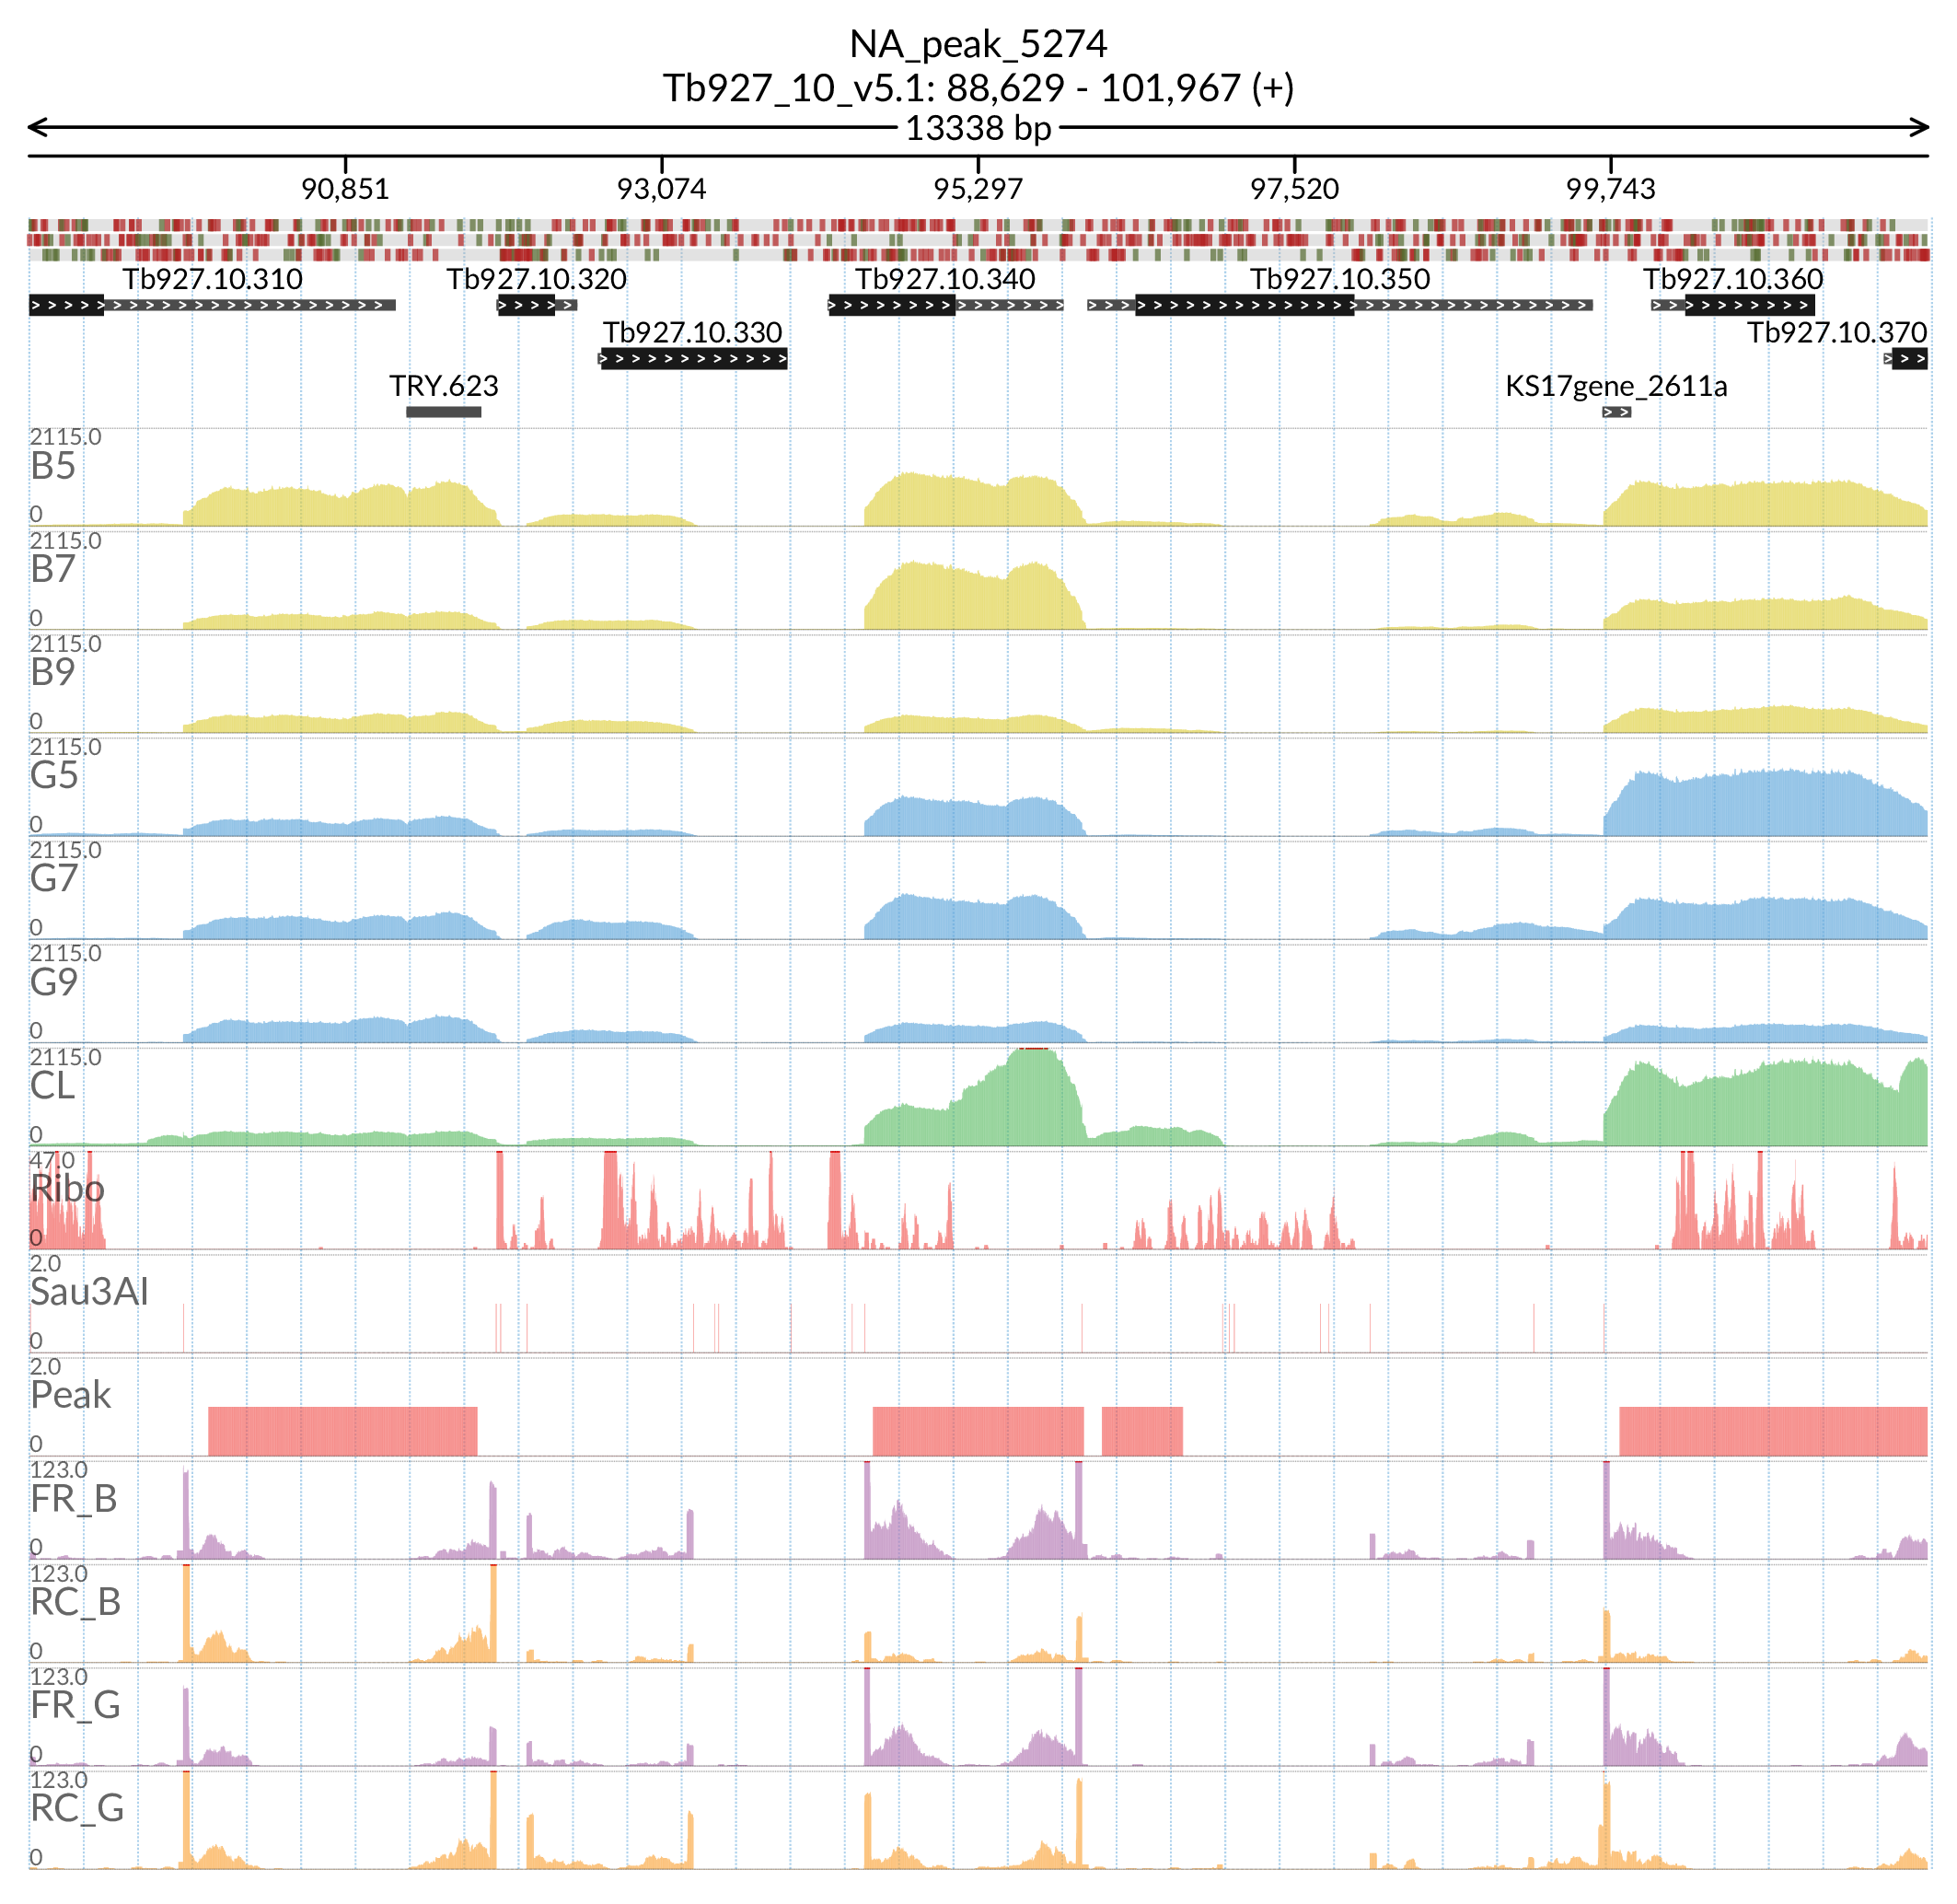 NA_peak_5274
Tb927_10_v5.1: 88,629 - 101,967 (+)
13338 bp
90,851 93,074 95,297 97,520 99,743
Tb927.10.310 Tb927.10.320 Tb927.10.340 Tb927.10.350 Tb927.10.360
Tb927.10.330 Tb927.10.370
TRY.623 KS17gene_2611a
2115.0
B5
0
2115.0
B7
0
2115.0
B9
0
2115.0
G5
0
2115.0
G7
0
2115.0
G9
0
2115.0
CL
0
47.0
Ribo
0
2.0
Sau3AI
0
2.0
Peak
0
123.0
FR_B
0
123.0
RC_B
0
123.0
FR_G
0
123.0
RC_G
0